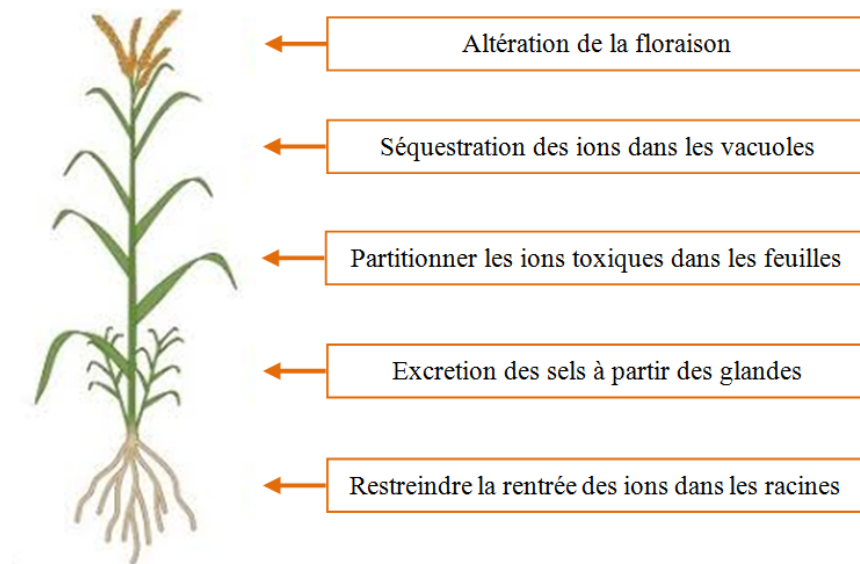 Altération de la floraison
Séquestration des ions dans les vacuoles
Partitionner les ions toxiques dans les feuilles
Excretion des sels à partir des glandes
Restreindre la rentrée des ions dans les racines